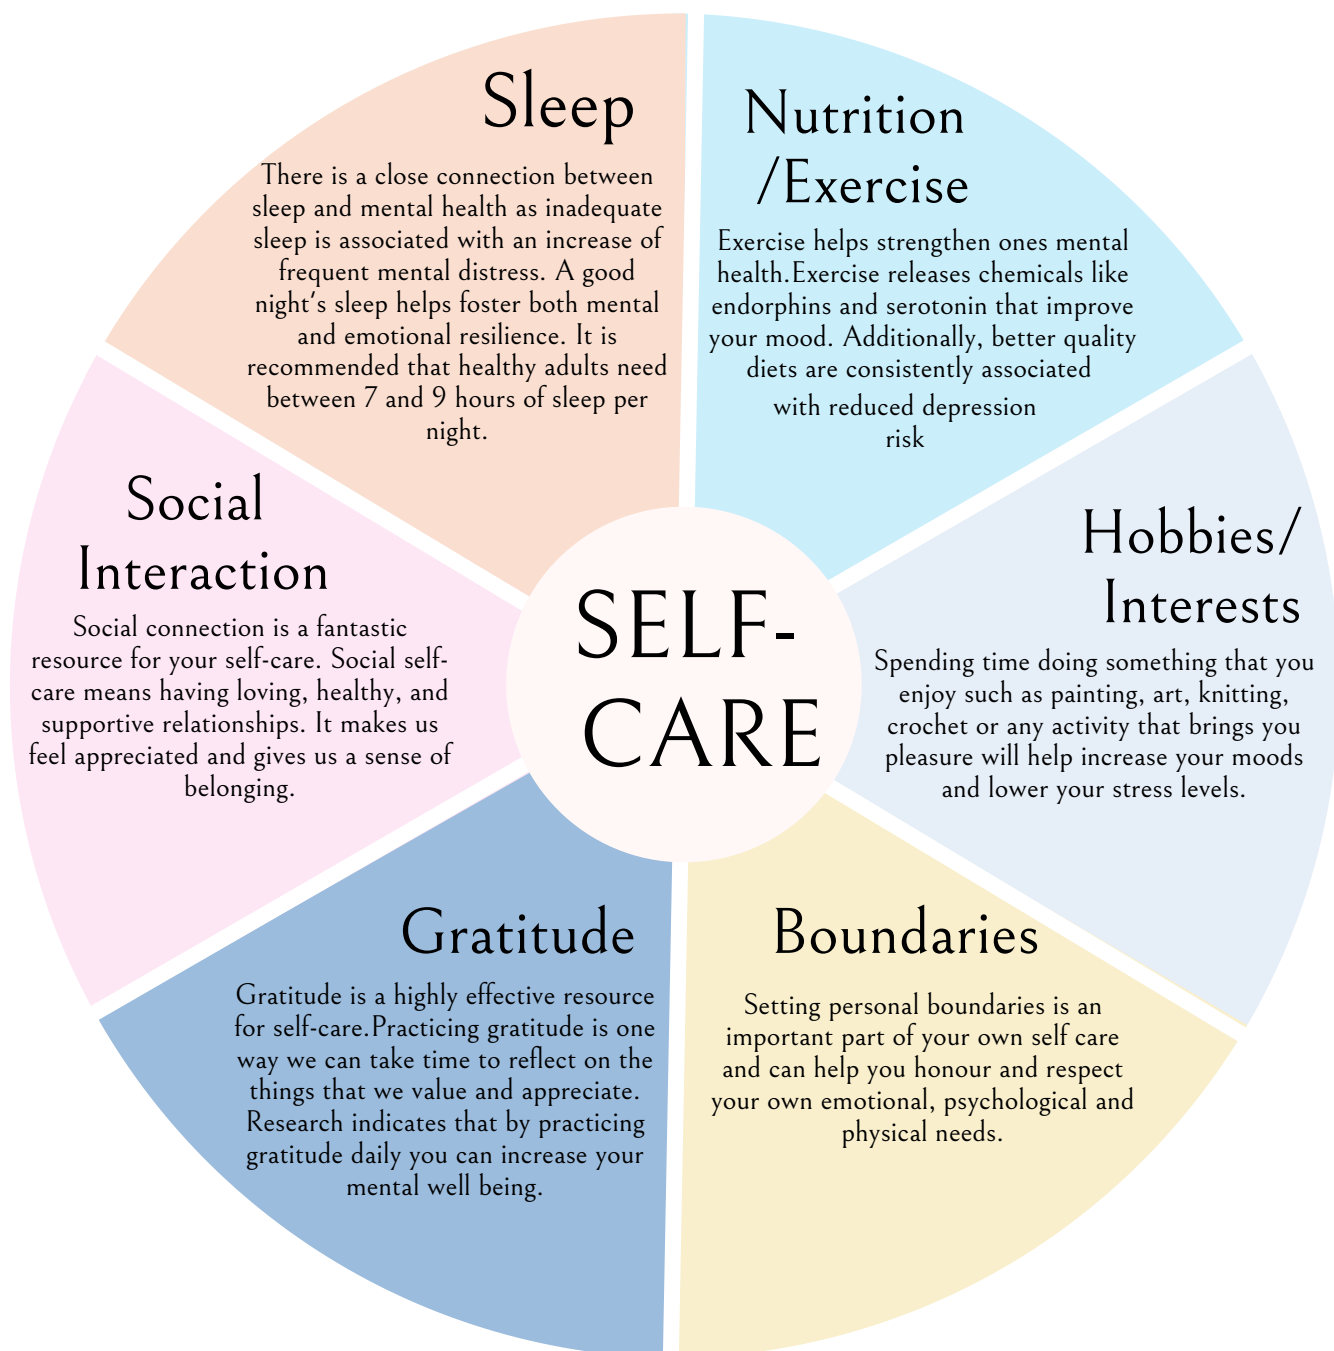 Sleep
There is a close connection between
sleep and mental health as inadequate
sleep is associated with an increase of
frequent mental distress. A good
night's sleep helps foster both mental
and emotional resilience. It is
recommended that healthy adults need
between 7 and 9 hours of sleep per
night.
Nutrition
/Exercise
Exercise helps strengthen ones mental
health.Exercise releases chemicals like
endorphins and serotonin that improve
your mood. Additionally, better quality
diets are consistently associated
with reduced depression
risk
Social
Interaction
Social connection is a fantastic
resource for your self-care. Social self-
care means having loving, healthy, and
supportive relationships. It makes us
feel appreciated and gives us a sense of
belonging.
SELF-
CARE
Hobbies/
Interests
Spending time doing something that you
enjoy such as painting, art, knitting,
crochet or any activity that brings you
pleasure will help increase your moods
and lower your stress levels.
Gratitude
Gratitude is a highly effective resource
for self-care.Practicing gratitude is one
way we can take time to reflect on the
things that we value and appreciate.
Research indicates that by practicing
gratitude daily you can increase your
mental well being.
Boundaries
Setting personal boundaries is an
important part of your own self care
and can help you honour and respect
your own emotional, psychological and
physical needs.